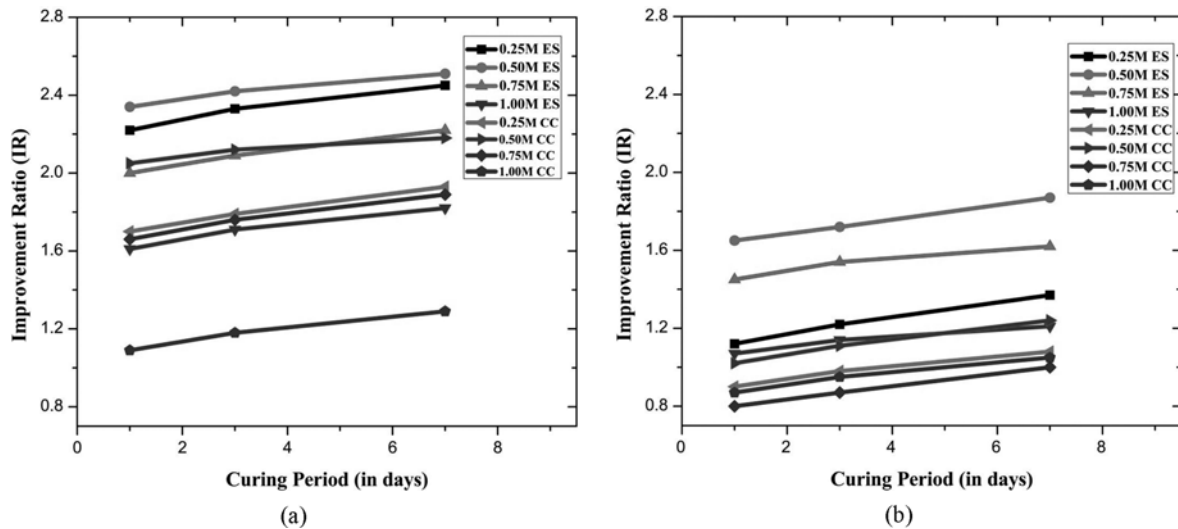 2.8
2.4
2.0
1.6
1.2
0.8
Improvement Ratio (IR)
0.25M ES
0.50M ES
0.75M ES
1.00M ES
0.25M CC
0.50M CC
0.75M CC
1.00M CC
0 2 4 6 8
Curing Period (in days)
(a)
2.8
2.4
2.0
1.6
1.2
0.8
Improvement Ratio (IR)
0.25M ES
0.50M ES
0.75M ES
1.00M ES
0.25M CC
0.50M CC
0.75M CC
1.00M CC
0 2 4 6 8
Curing Period (in days)
(b)